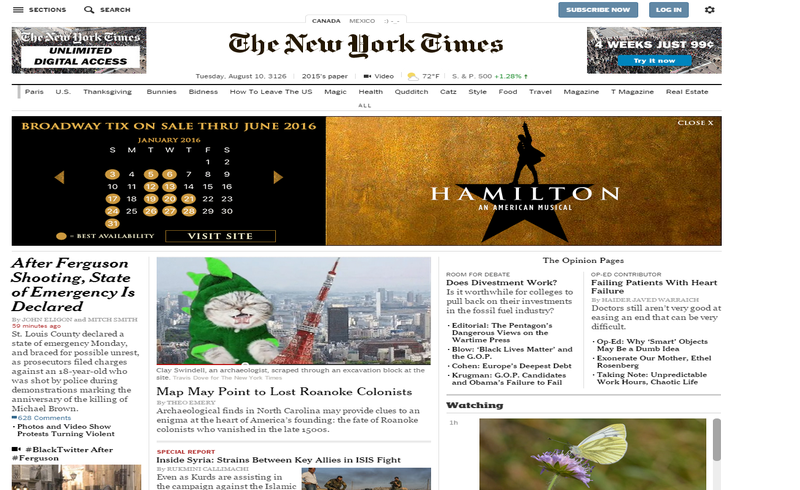 SECTIONS SEARCH SUBSCRIBE NOW LOG IN
CANADA MEXICO :) -_-
The New York Times
UNLIMITED
DIGITAL ACCESS
The New York Times
The New York Times
4 WEEKS JUST 99¢
Try it now
Tuesday, August 10, 3126 2015's paper Video 72°F S. & P. 500 +1.28% ↑
Paris U.S. Thanksgiving Bunnies Bidness How To Leave The US Magic Health Qudditch Catz Style Food Travel Magazine T Magazine Real Estate
ALL
BROADWAY TIX ON SALE THRU JUNE 2016
JANUARY 2016
S M T W T F S
1 2
3 4 5 6 7 8 9
10 11 12 13 14 15 16
17 18 19 20 21 22 23
24 25 26 27 28 29 30
31
= BEST AVAILABILITY VISIT SITE
CLOSE X
HAMILTON
AN AMERICAN MUSICAL
After Ferguson
Shooting, State
of Emergency Is
Declared
By JOHN ELIGON and MITCH SMITH
59 minutes ago
St. Louis County declared a
state of emergency Monday,
and braced for possible unrest,
as prosecutors filed charges
against an 18-year-old who
was shot by police during
demonstrations marking the
anniversary of the killing of
Michael Brown.
628 Comments
• Photos and Video Show
Protests Turning Violent
#BlackTwitter After
#Ferguson
Clay Swindell, an archaeologist, scraped through an excavation block at the
site. Travis Dove for The New York Times
Map May Point to Lost Roanoke Colonists
By THEO EMERY
Archaeological finds in North Carolina may provide clues to an
enigma at the heart of America's founding: the fate of Roanoke
colonists who vanished in the late 1500s.
SPECIAL REPORT
Inside Syria: Strains Between Key Allies in ISIS Fight
By RUKMINI CALLIMACHI
Even as Kurds are assisting in
the campaign against the Islamic
The Opinion Pages
ROOM FOR DEBATE
Does Divestment Work?
Is it worthwhile for colleges to
pull back on their investments
in the fossil fuel industry?
• Editorial: The Pentagon's
Dangerous Views on the
Wartime Press
• Blow: 'Black Lives Matter' and
the G.O.P.
• Cohen: Europe's Deepest Debt
• Krugman: G.O.P. Candidates
and Obama's Failure to Fail
OP-ED CONTRIBUTOR
Failing Patients With Heart
Failure
By HAIDER JAVED WARRAICH
Doctors still aren't very good at
easing an end that can be very
difficult.
• Op-Ed: Why 'Smart' Objects
May Be a Dumb Idea
• Exonerate Our Mother, Ethel
Rosenberg
• Taking Note: Unpredictable
Work Hours, Chaotic Life
Watching
1h